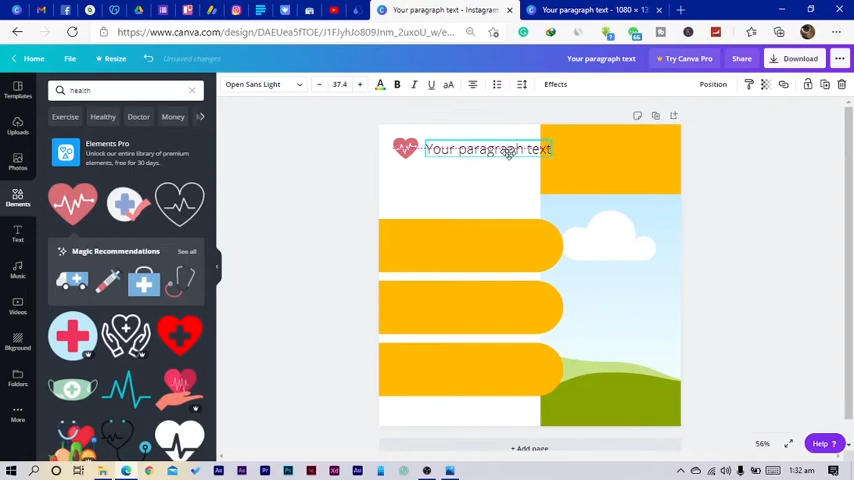 Your paragraph text - Instagram
Your paragraph text - 1080 × 13
https://www.canva.com/design/DAEUea5fTOE/J1FJyhJo809Jnm_2uxoU_w/e
Home
File
Resize
Unsaved changes
Your paragraph text
Try Canva Pro
Share
Download
Open Sans Light
37.4
A
B
I
U
aA
Effects
Position
Templates
Uploads
Photos
Elements
Text
Music
Videos
Bkground
Folders
More
health
Exercise
Healthy
Doctor
Money
Elements Pro
Unlock our entire library of premium
elements, free for 30 days.
Magic Recommendations
See all
Your paragraph text
+ Add page
56%
Help ?
1:32 am